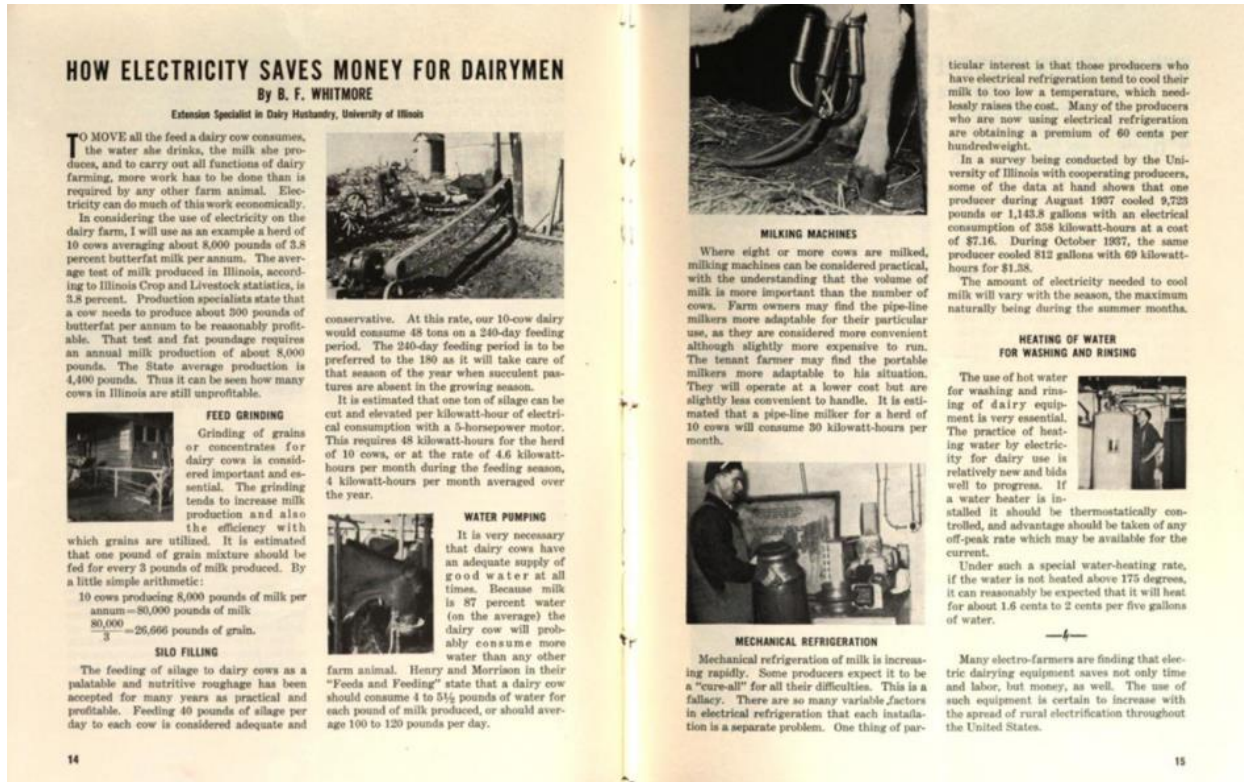 HOW ELECTRICITY SAVES MONEY FOR DAIRYMEN
By B. F. WHITMORE
Extension Specialist in Dairy Husbandry, University of Illinois
TO MOVE all the feed a dairy cow consumes,
the water she drinks, the milk she pro-
duces, and to carry out all functions of dairy
farming, more work has to be done than is
required by any other farm animal. Elec-
tricity can do much of this work economically.
In considering the use of electricity on the
dairy farm, I will use as an example a herd of
10 cows averaging about 8,000 pounds of 3.8
percent butterfat milk per annum. The aver-
age test of milk produced in Illinois, accord-
ing to Illinois Crop and Livestock statistics, is
3.8 percent. Production specialists state that
a cow needs to produce about 300 pounds of
butterfat per annum to be reasonably profit-
able. That test and fat poundage requires
an annual milk production of about 8,000
pounds. The State average production is
4,400 pounds. Thus it can be seen how many
cows in Illinois are still unprofitable.
FEED GRINDING
Grinding of grains
or concentrates for
dairy cows is consid-
ered important and es-
sential. The grinding
tends to increase milk
production and also
the efficiency with
which grains are utilized. It is estimated
that one pound of grain mixture should be
fed for every 3 pounds of milk produced. By
a little simple arithmetic:
10 cows producing 8,000 pounds of milk per
annum=80,000 pounds of milk
80,000
3 =26,666 pounds of grain.
SILO FILLING
The feeding of silage to dairy cows as a
palatable and nutritive roughage has been
accepted for many years as practical and
profitable. Feeding 40 pounds of silage per
day to each cow is considered adequate and
14
conservative. At this rate, our 10-cow dairy
would consume 48 tons on a 240-day feeding
period. The 240-day feeding period is to be
preferred to the 180 as it will take care of
that season of the year when succulent pas-
tures are absent in the growing season.
It is estimated that one ton of silage can be
cut and elevated per kilowatt-hour of electri-
cal consumption with a 5-horsepower motor.
This requires 48 kilowatt-hours for the herd
of 10 cows, or at the rate of 4.6 kilowatt-
hours per month during the feeding season,
4 kilowatt-hours per month averaged over
the year.
WATER PUMPING
It is very necessary
that dairy cows have
an adequate supply of
good water at all
times. Because milk
is 87 percent water
(on the average) the
dairy cow will prob-
ably consume more
water than any other
farm animal. Henry and Morrison in their
"Feeds and Feeding" state that a dairy cow
should consume 4 to 5½ pounds of water for
each pound of milk produced, or should aver-
age 100 to 120 pounds per day.
MILKING MACHINES
Where eight or more cows are milked,
milking machines can be considered practical,
with the understanding that the volume of
milk is more important than the number of
cows. Farm owners may find the pipe-line
milkers more adaptable for their particular
use, as they are considered more convenient
although slightly more expensive to run.
The tenant farmer may find the portable
milkers more adaptable to his situation.
They will operate at a lower cost but are
slightly less convenient to handle. It is esti-
mated that a pipe-line milker for a herd of
10 cows will consume 30 kilowatt-hours per
month.
MECHANICAL REFRIGERATION
Mechanical refrigeration of milk is increas-
ing rapidly. Some producers expect it to be
a "cure-all" for all their difficulties. This is a
fallacy. There are so many variable factors
in electrical refrigeration that each installa-
tion is a separate problem. One thing of par-
ticular interest is that those producers who
have electrical refrigeration tend to cool their
milk to too low a temperature, which need-
lessly raises the cost. Many of the producers
who are now using electrical refrigeration
are obtaining a premium of 60 cents per
hundredweight.
In a survey being conducted by the Uni-
versity of Illinois with cooperating producers,
some of the data at hand shows that one
producer during August 1937 cooled 9,723
pounds or 1,143.8 gallons with an electrical
consumption of 358 kilowatt-hours at a cost
of $7.16. During October 1937, the same
producer cooled 812 gallons with 69 kilowatt-
hours for $1.38.
The amount of electricity needed to cool
milk will vary with the season, the maximum
naturally being during the summer months.
HEATING OF WATER
FOR WASHING AND RINSING
The use of hot water
for washing and rins-
ing of dairy equip-
ment is very essential.
The practice of heat-
ing water by electric-
ity for dairy use is
relatively new and bids
well to progress. If
a water heater is in-
stalled it should be thermostatically con-
trolled, and advantage should be taken of any
off-peak rate which may be available for the
current.
Under such a special water-heating rate,
if the water is not heated above 175 degrees,
it can reasonably be expected that it will heat
for about 1.6 cents to 2 cents per five gallons
of water.
Many electro-farmers are finding that elec-
tric dairying equipment saves not only time
and labor, but money, as well. The use of
such equipment is certain to increase with
the spread of rural electrification throughout
the United States.
15